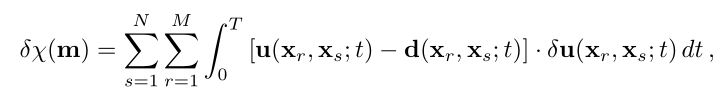 δχ(m) = ∑_{s=1}^{N} ∑_{r=1}^{M} ∫_0^T [u(x_r, x_s; t) − d(x_r, x_s; t)] · δu(x_r, x_s; t) dt ,